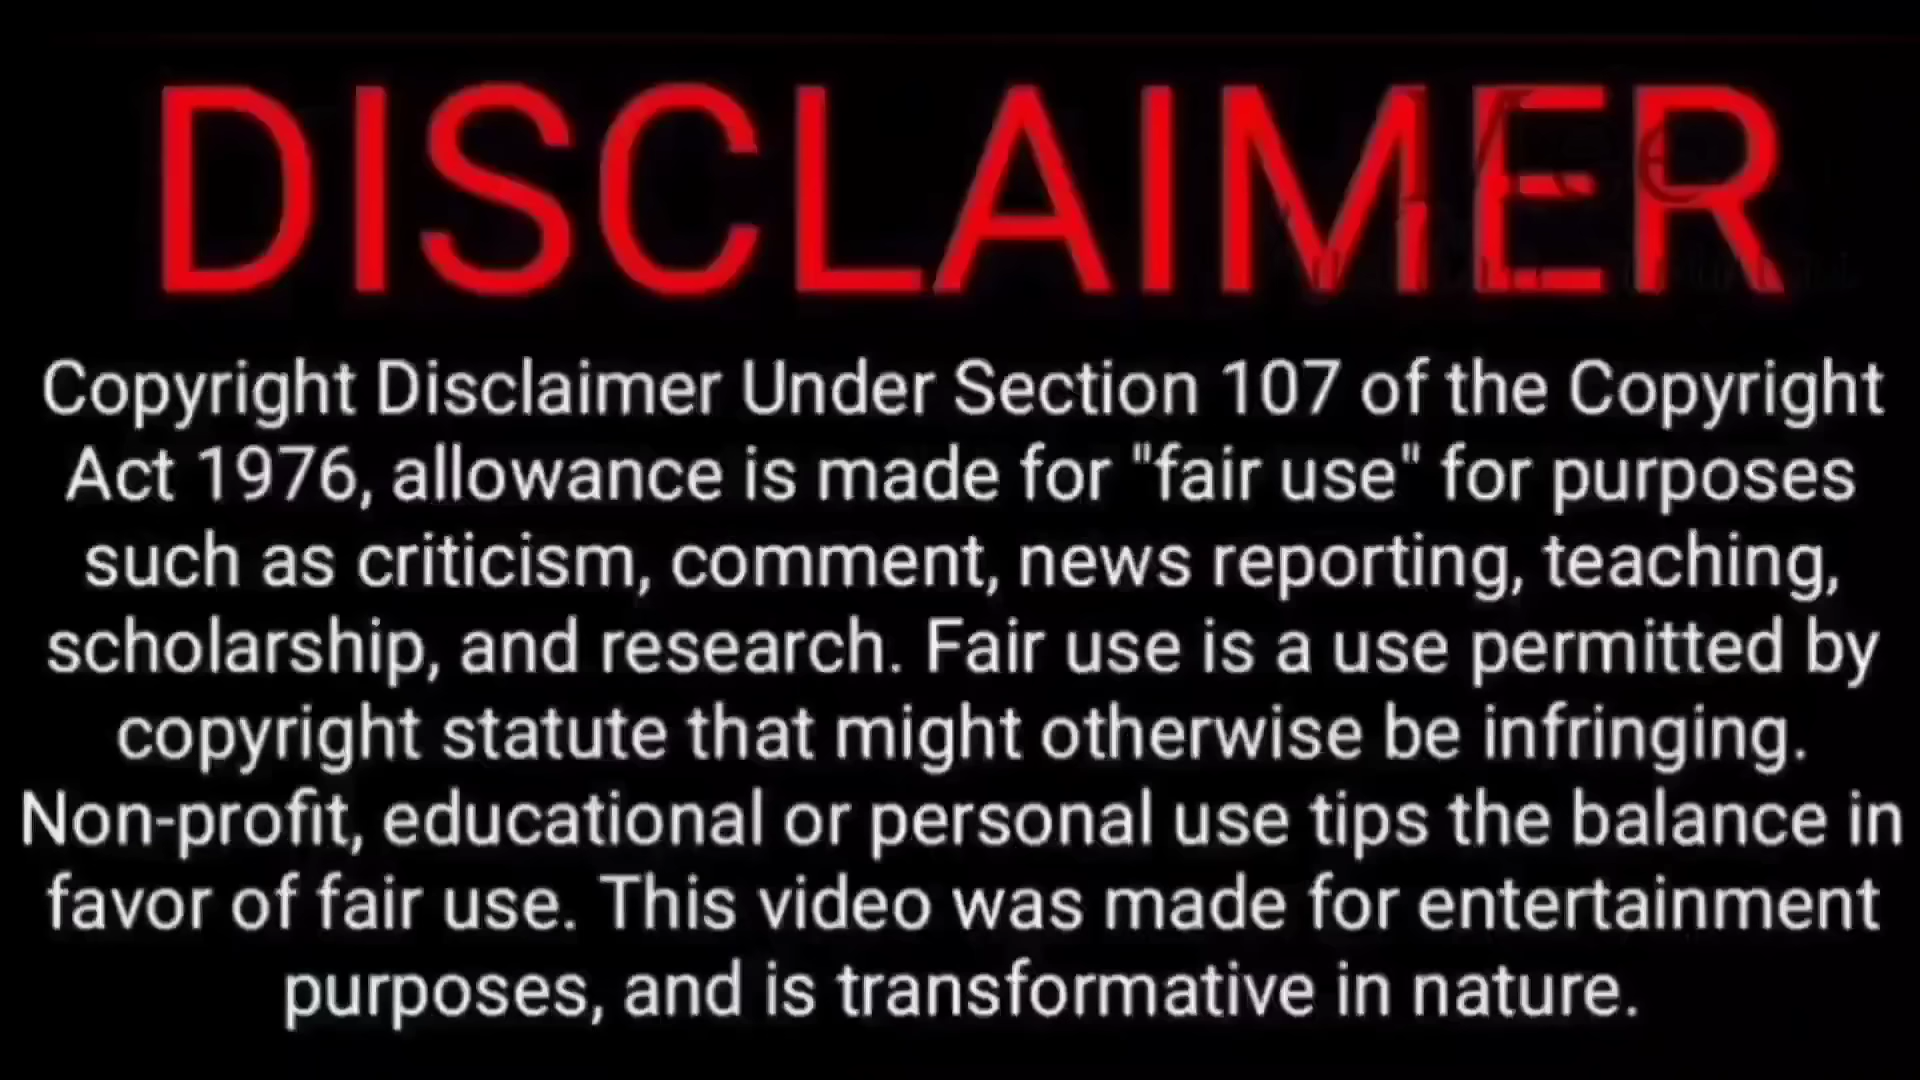 DISCLAIMER
Copyright Disclaimer Under Section 107 of the Copyright
Act 1976, allowance is made for "fair use" for purposes
such as criticism, comment, news reporting, teaching,
scholarship, and research. Fair use is a use permitted by
copyright statute that might otherwise be infringing.
Non-profit, educational or personal use tips the balance in
favor of fair use. This video was made for entertainment
purposes, and is transformative in nature.